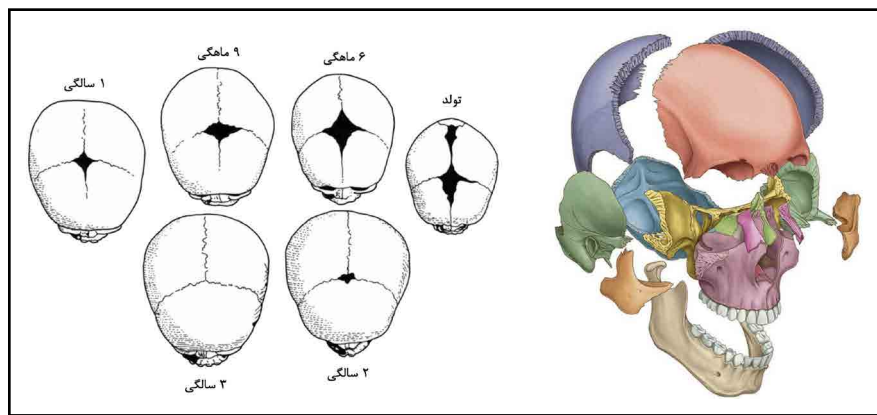 تولد
۶ ماهگی
۹ ماهگی
۱ سالگی
۲ سالگی
۳ سالگی